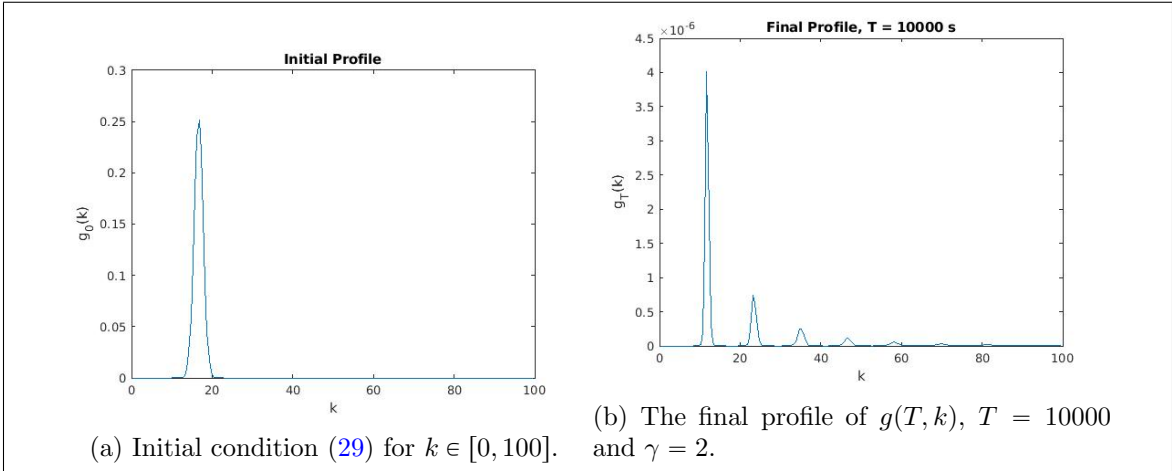 Initial Profile
0.3
0.25
0.2
0.15
0.1
0.05
0
g₀(k)
0 20 40 60 80 100
k
(a) Initial condition (29) for k ∈ [0, 100].
×10⁻⁶
Final Profile, T = 10000 s
4.5
4
3.5
3
2.5
2
1.5
1
0.5
0
g_T(k)
0 20 40 60 80 100
k
(b) The final profile of g(T, k), T = 10000
and γ = 2.